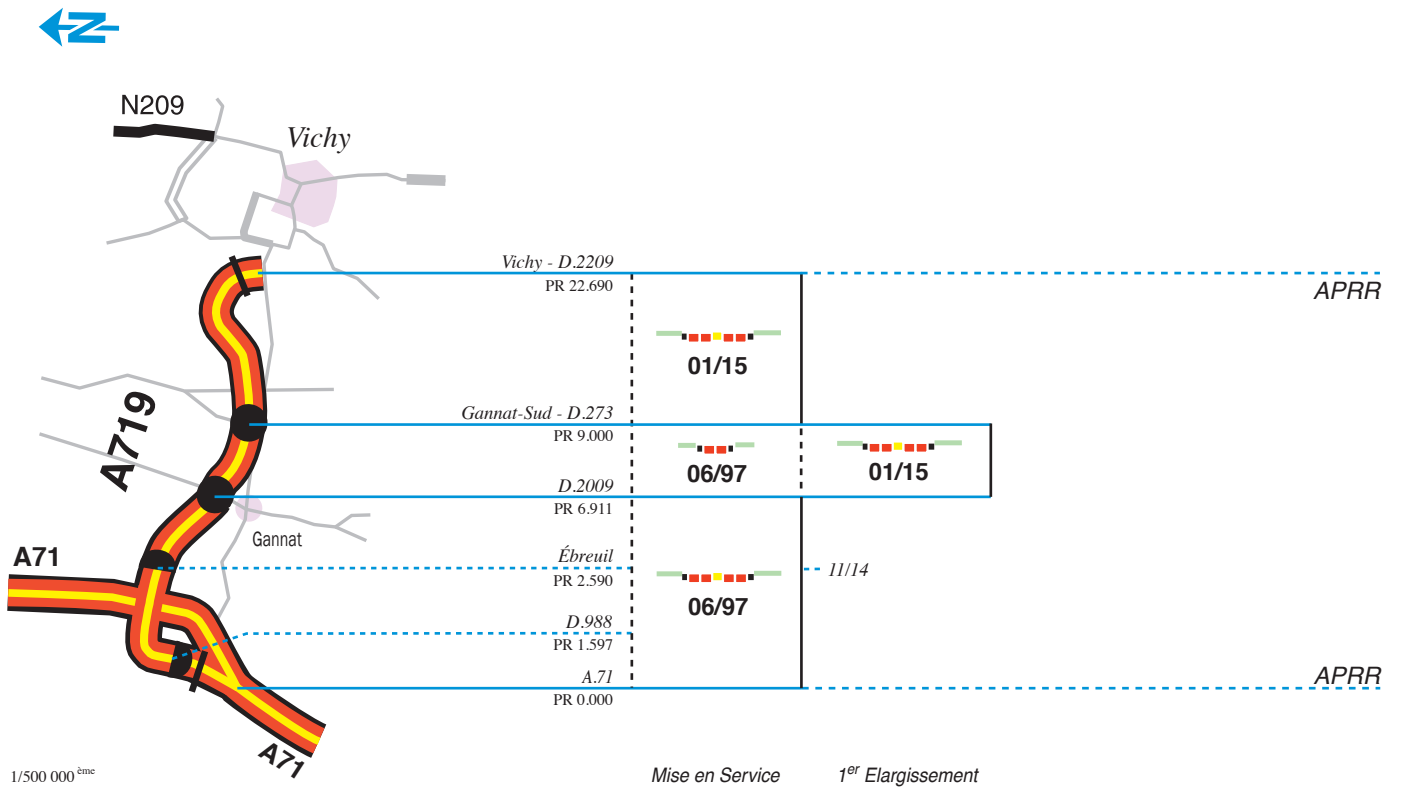 N
N209
Vichy
Vichy - D.2209
PR 22.690
APRR
01/15
A719
Gannat-Sud - D.273
PR 9.000
06/97
01/15
D.2009
PR 6.911
Gannat
A71
Ébreuil
PR 2.590
11/14
06/97
D.988
PR 1.597
A.71
PR 0.000
APRR
A71
1/500 000 ème
Mise en Service
1er Elargissement